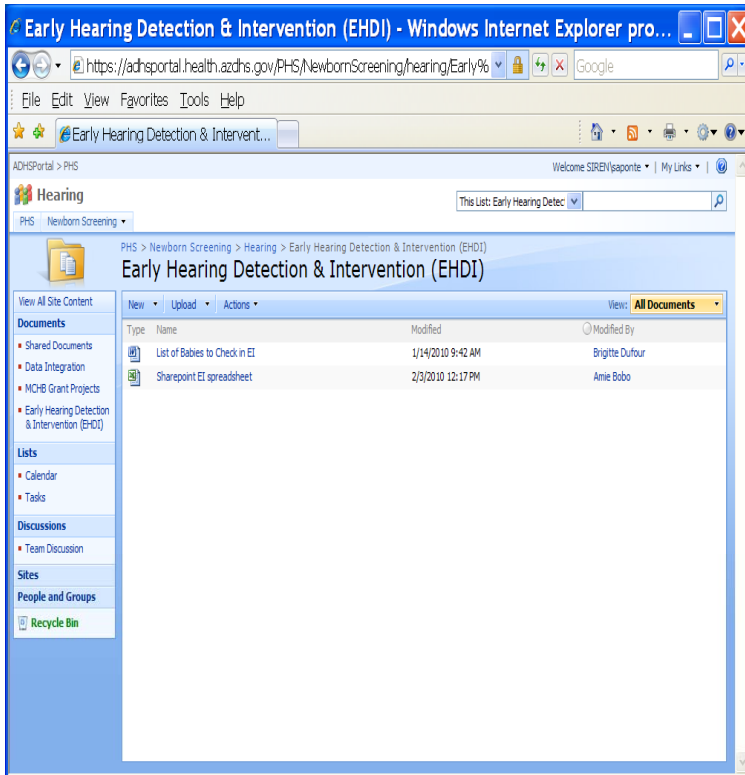 Early Hearing Detection & Intervention (EHDI) - Windows Internet Explorer pro...
https://adhsportal.health.azdhs.gov/PHS/NewbornScreening/hearing/Early%
Google
File Edit View Favorites Tools Help
Early Hearing Detection & Intervent...
ADHSPortal > PHS
Welcome SIREN\saponte | My Links |
Hearing
This List: Early Hearing Detec
PHS Newborn Screening
PHS > Newborn Screening > Hearing > Early Hearing Detection & Intervention (EHDI)
Early Hearing Detection & Intervention (EHDI)
View All Site Content
New Upload Actions
View: All Documents
Documents
Type Name Modified Modified By
Shared Documents
List of Babies to Check in EI 1/14/2010 9:42 AM Brigitte Dufour
Data Integration
Sharepoint EI spreadsheet 2/3/2010 12:17 PM Amie Bobo
MCHB Grant Projects
Early Hearing Detection
& Intervention (EHDI)
Lists
Calendar
Tasks
Discussions
Team Discussion
Sites
People and Groups
Recycle Bin